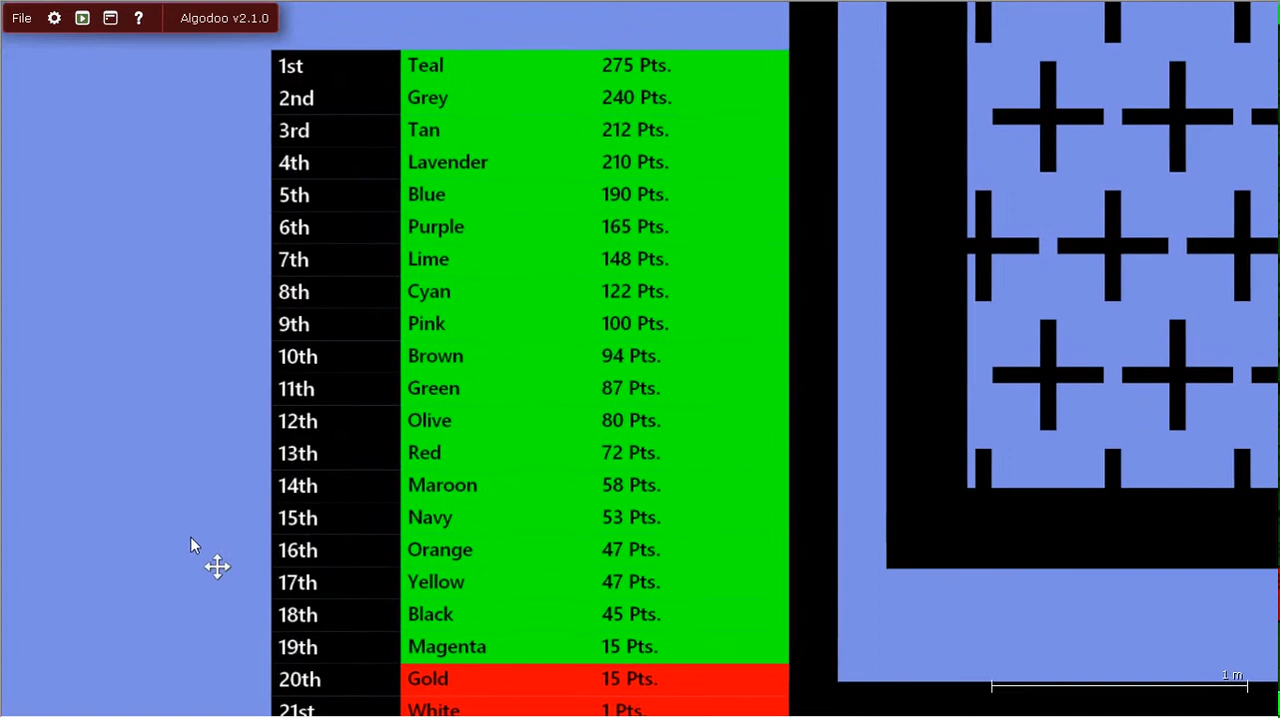 File ? Algodoo v2.1.0
1st Teal 275 Pts.
2nd Grey 240 Pts.
3rd Tan 212 Pts.
4th Lavender 210 Pts.
5th Blue 190 Pts.
6th Purple 165 Pts.
7th Lime 148 Pts.
8th Cyan 122 Pts.
9th Pink 100 Pts.
10th Brown 94 Pts.
11th Green 87 Pts.
12th Olive 80 Pts.
13th Red 72 Pts.
14th Maroon 58 Pts.
15th Navy 53 Pts.
16th Orange 47 Pts.
17th Yellow 47 Pts.
18th Black 45 Pts.
19th Magenta 15 Pts.
20th Gold 15 Pts.
21st White 1 Pts.
1 m